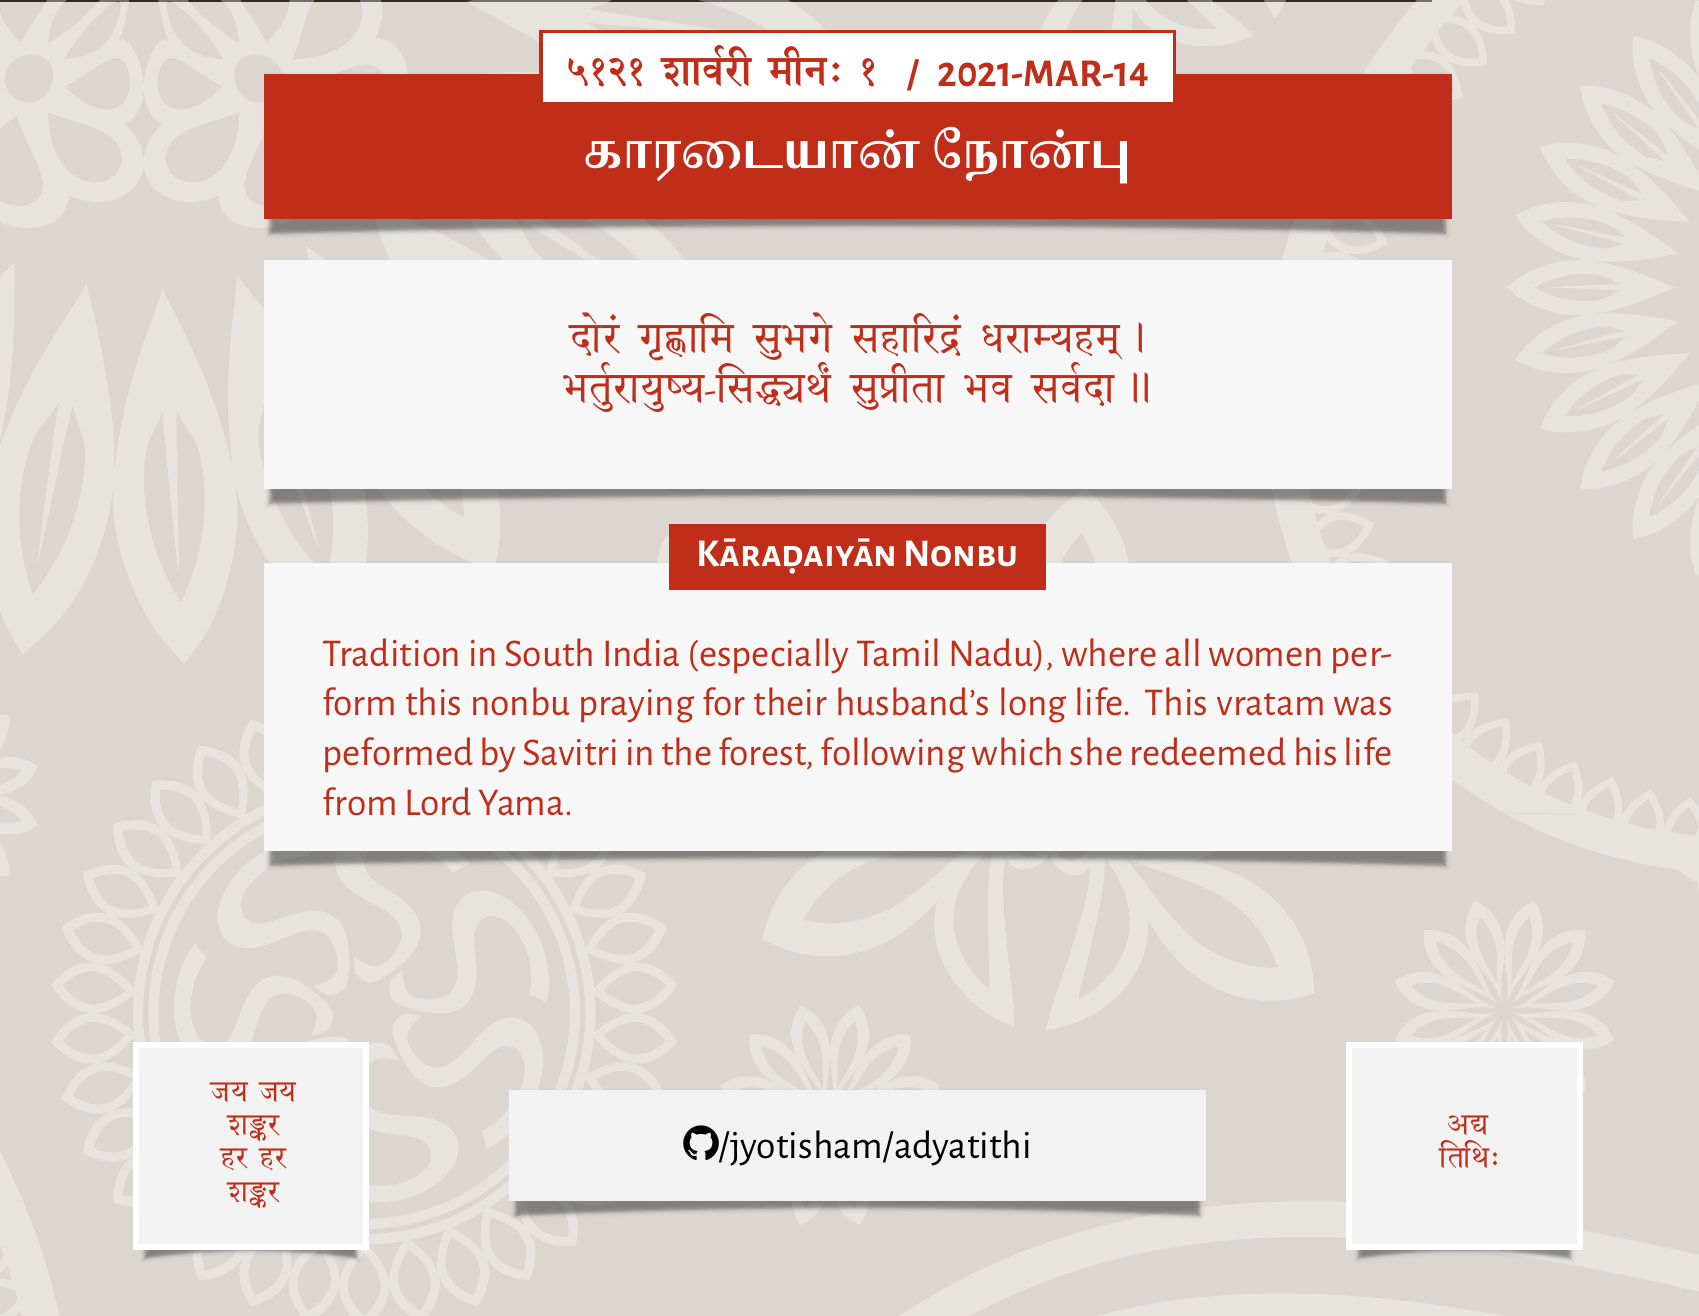 ५१२१ शार्वरी मीनः १ / 2021-MAR-14
காரடையான் நோன்பு
दोरं गृह्णामि सुभगे सहारिद्रं धराम्यहम् ।
भर्तुरायुष्य-सिद्ध्यर्थं सुप्रीता भव सर्वदा ॥
Kāraḍaiyān Nonbu
Tradition in South India (especially Tamil Nadu), where all women per-
form this nonbu praying for their husband’s long life. This vratam was
peformed by Savitri in the forest, following which she redeemed his life
from Lord Yama.
जय जय
शङ्कर
हर हर
शङ्कर
/jyotisham/adyatithi
अद्य
तिथिः